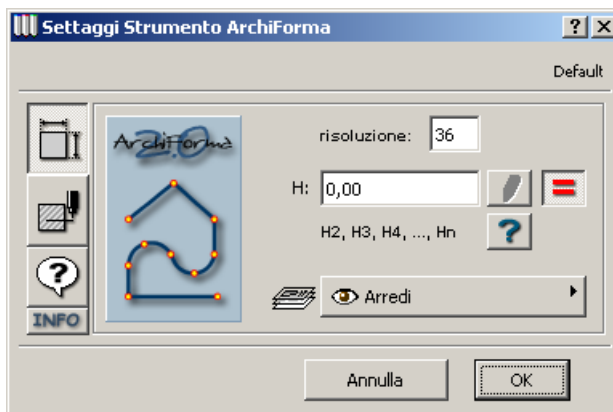 Settaggi Strumento ArchiForma
Default
ArchiForma
2.0
risoluzione: 36
H: 0,00
H2, H3, H4, ..., Hn
Arredi
INFO
Annulla OK